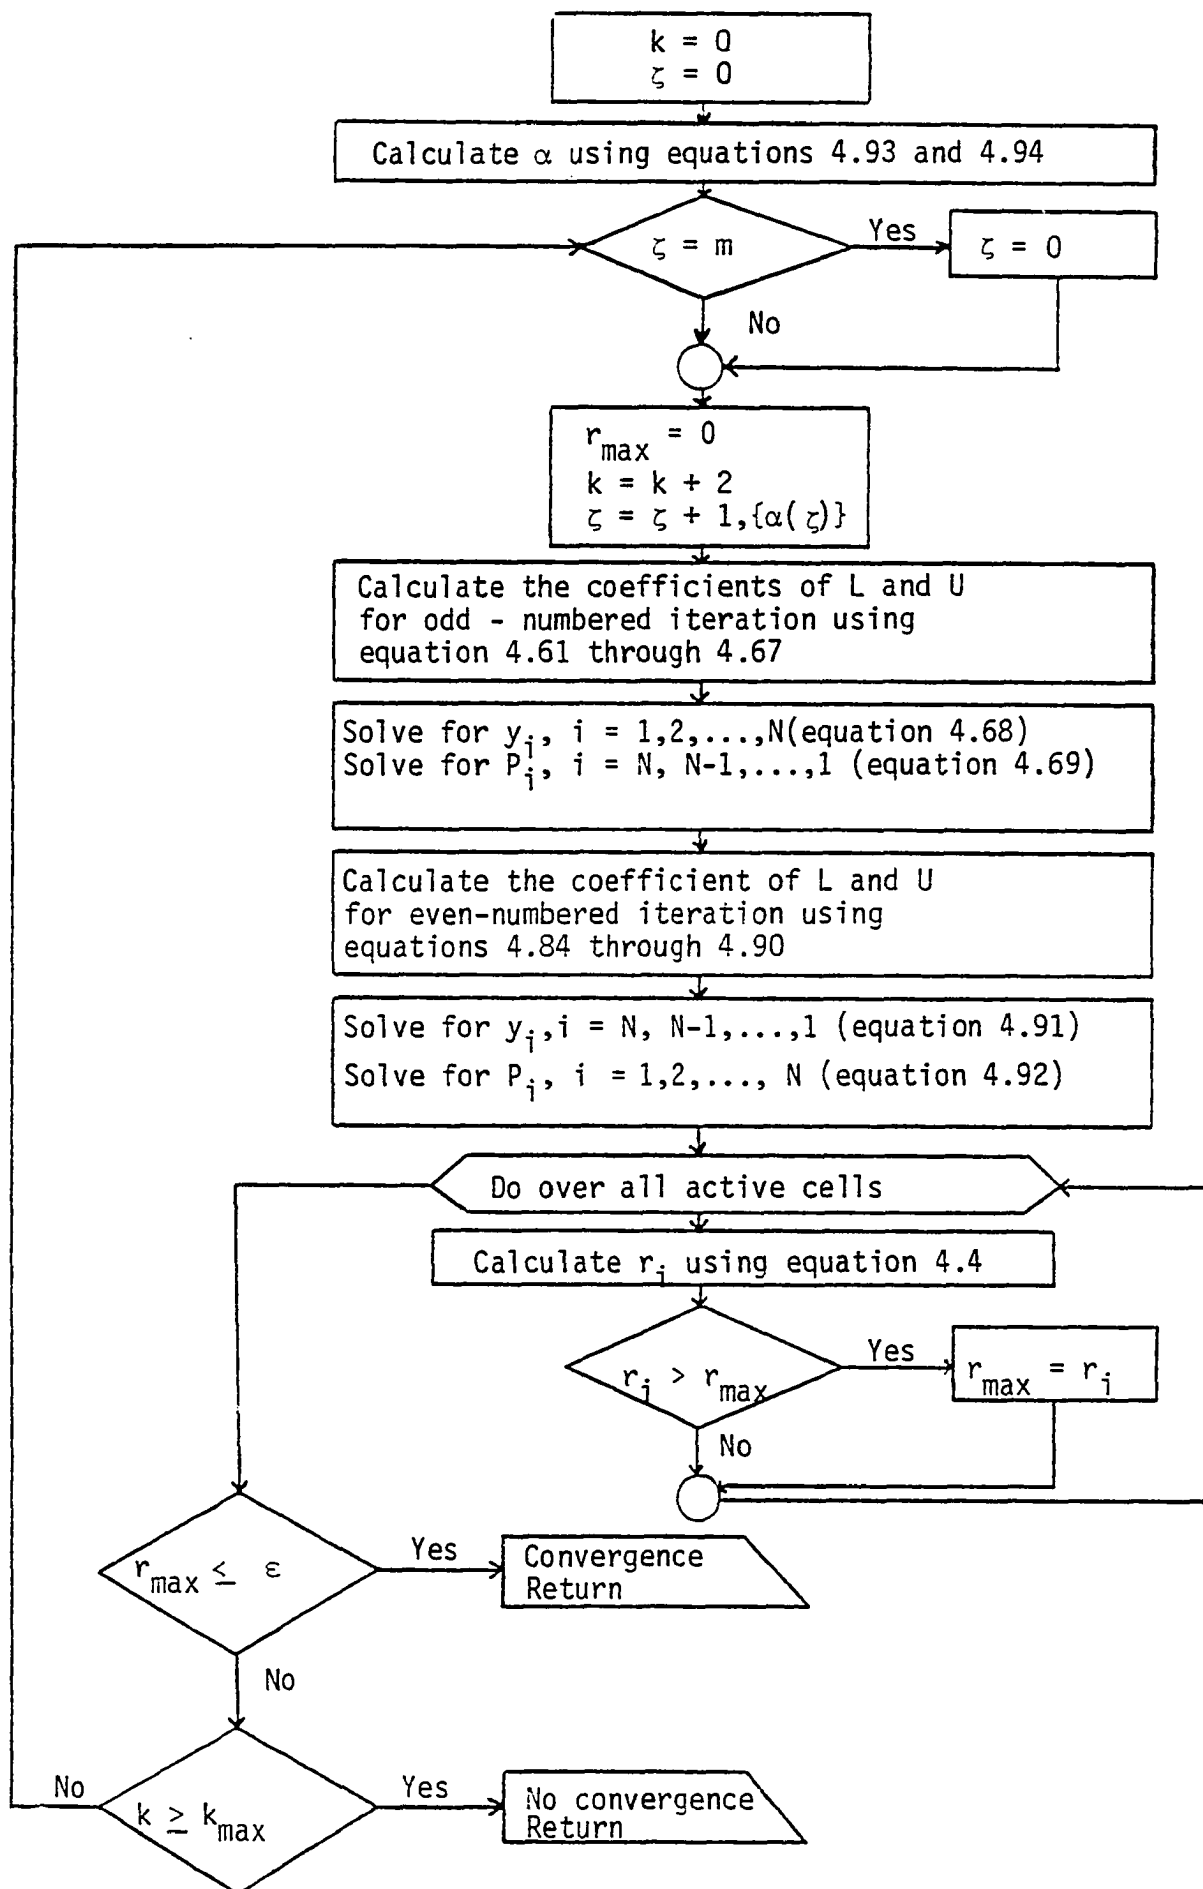 k = 0
ζ = 0
Calculate α using equations 4.93 and 4.94
ζ = m
Yes
ζ = 0
No
r_max = 0
k = k + 2
ζ = ζ + 1,{α(ζ)}
Calculate the coefficients of L and U
for odd - numbered iteration using
equation 4.61 through 4.67
Solve for y_i, i = 1,2,...,N(equation 4.68)
Solve for P_i, i = N, N-1,...,1 (equation 4.69)
Calculate the coefficient of L and U
for even-numbered iteration using
equations 4.84 through 4.90
Solve for y_i,i = N, N-1,...,1 (equation 4.91)
Solve for P_i, i = 1,2,..., N (equation 4.92)
Do over all active cells
Calculate r_i using equation 4.4
r_i > r_max
Yes
r_max = r_i
No
r_max ≤ ε
Yes
Convergence
Return
No
k ≥ k_max
No
Yes
No convergence
Return